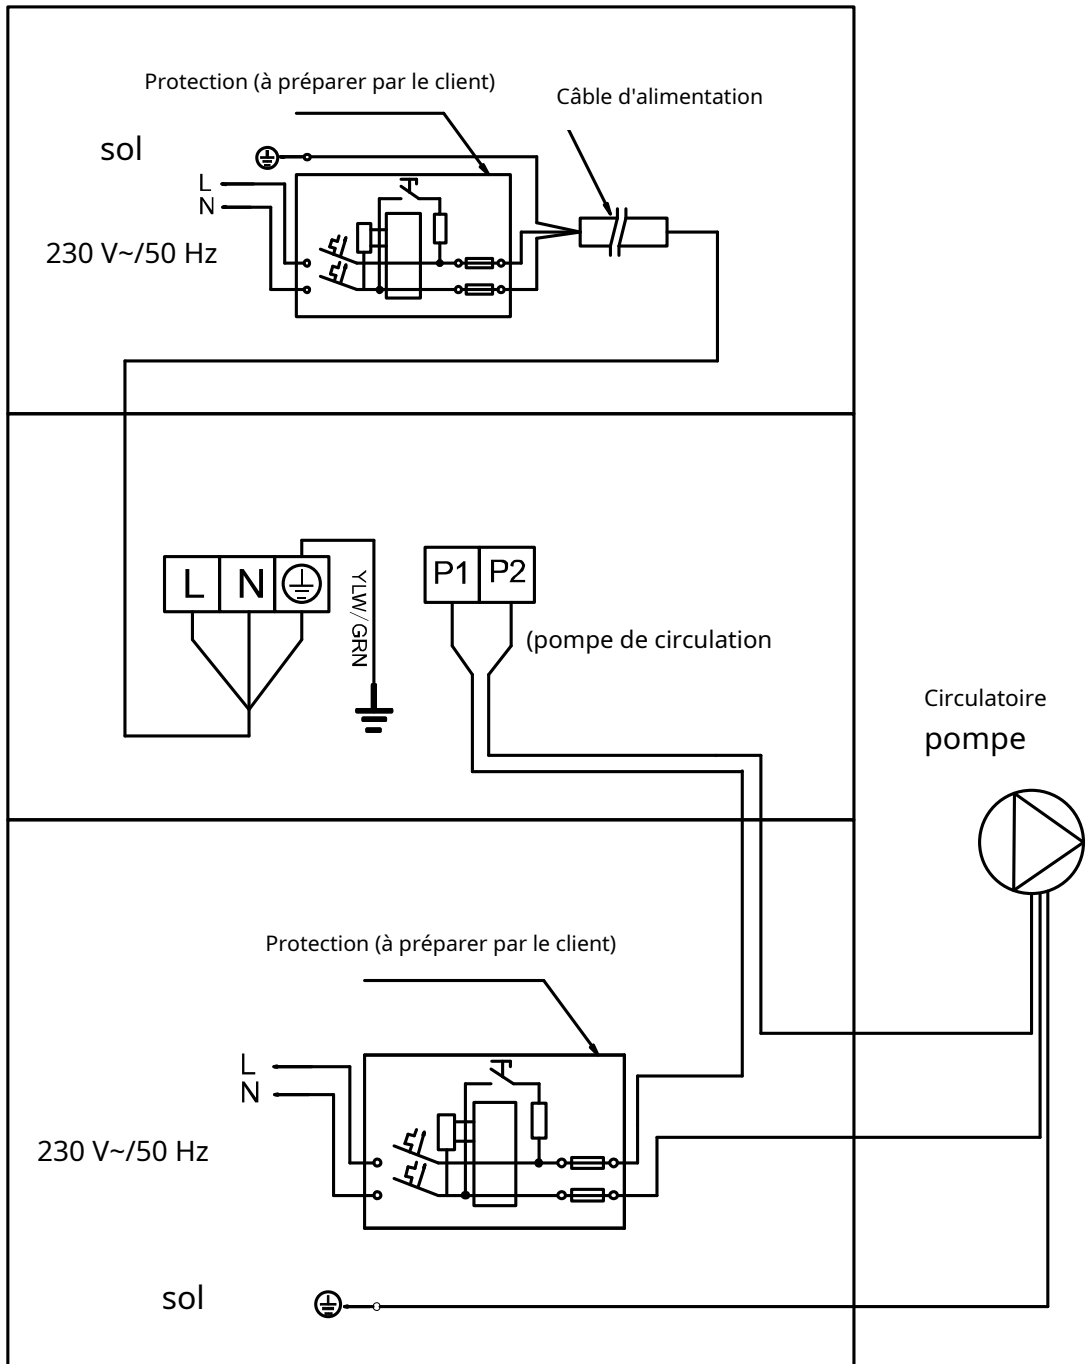 Protection (à préparer par le client)
Câble d'alimentation
sol
L
N
230 V~/50 Hz
L N
YLW/GRN
P1 P2
(pompe de circulation
Circulatoire
pompe
Protection (à préparer par le client)
L
N
230 V~/50 Hz
sol